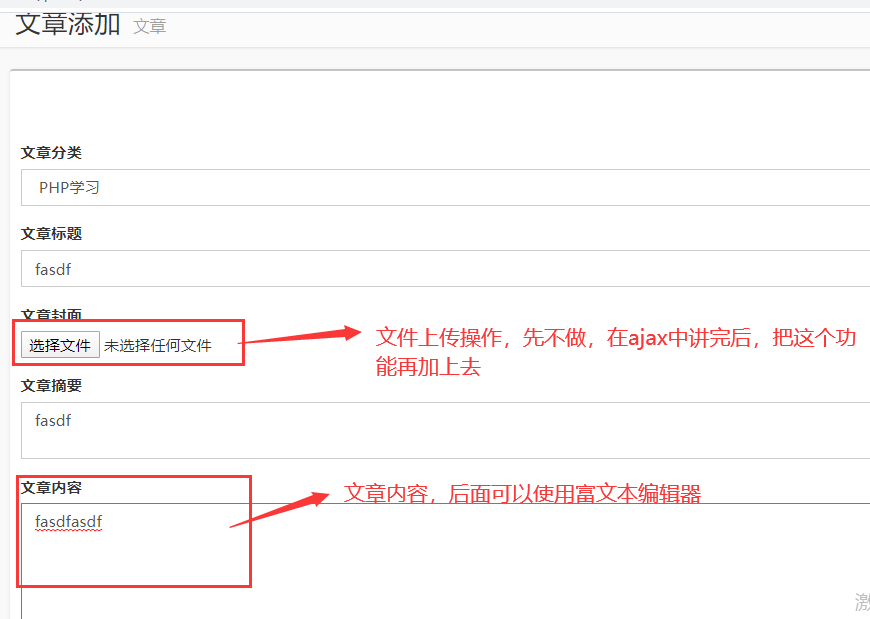 文章添加 文章
文章分类
PHP学习
文章标题
fasdf
文章封面
选择文件 未选择任何文件
文件上传操作，先不做，在ajax中讲完后，把这个功
能再加上去
文章摘要
fasdf
文章内容
文章内容，后面可以使用富文本编辑器
fasdfasdf
激